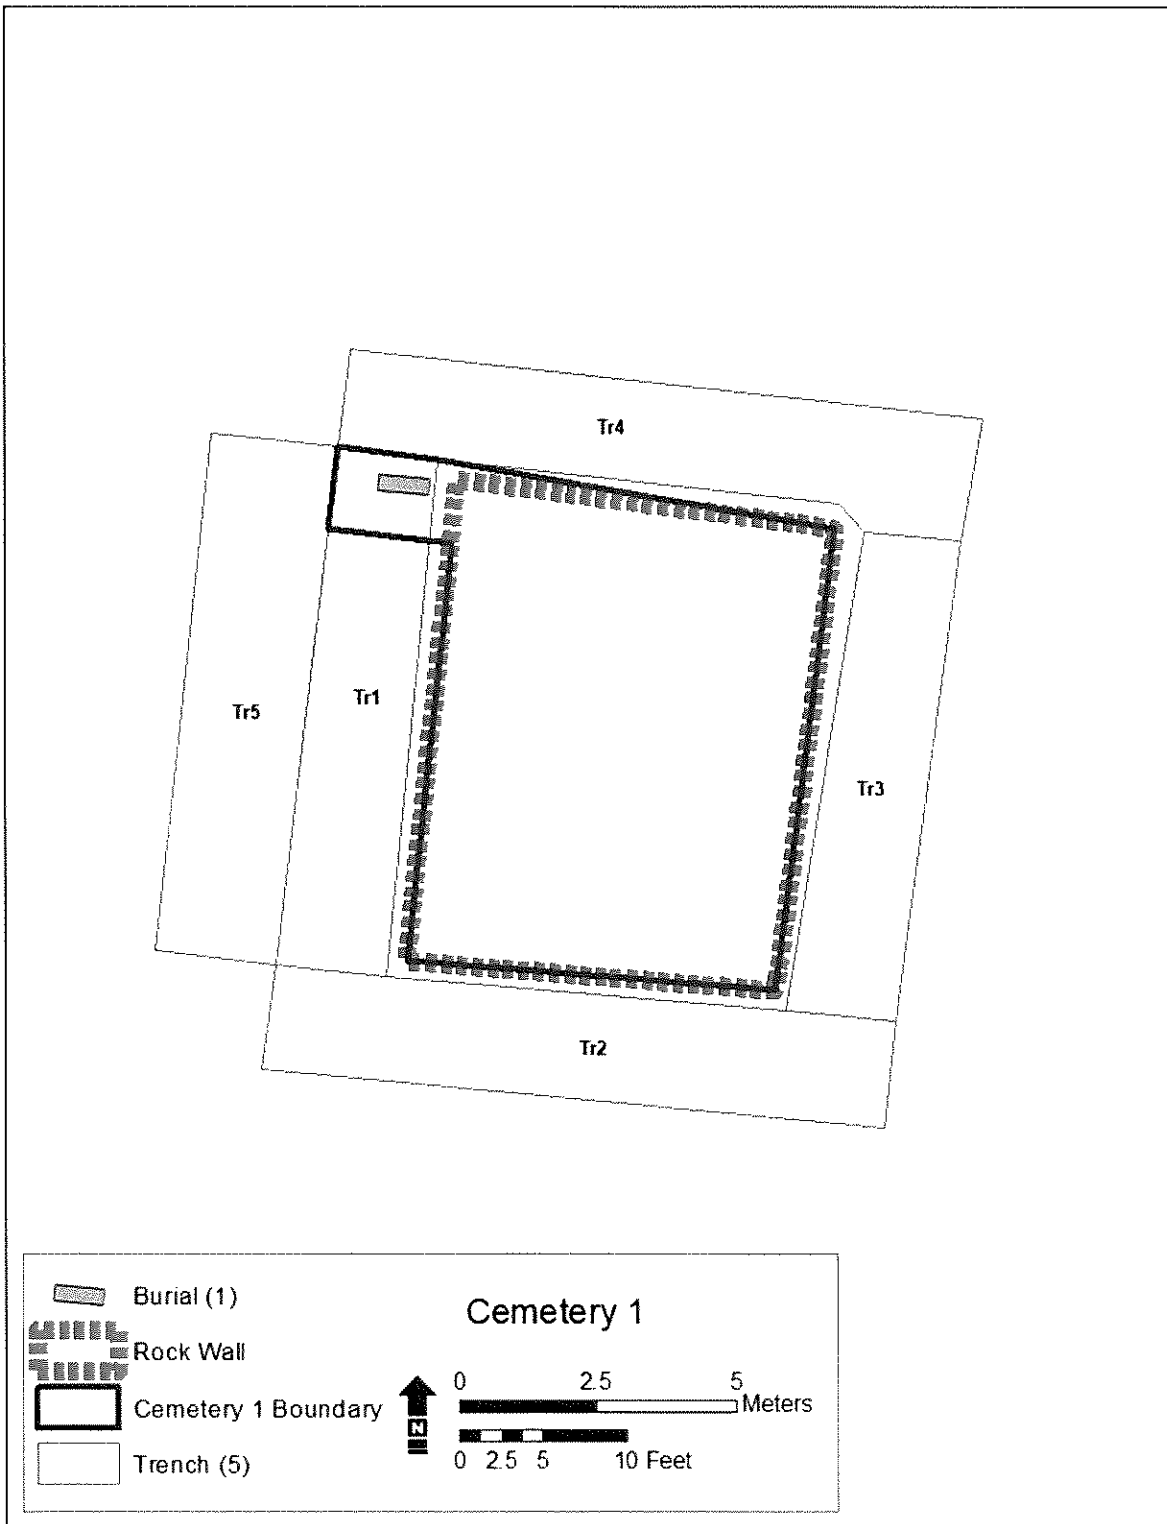 Tr4
Tr5
Tr1
Tr3
Tr2
Burial (1)
Rock Wall
Cemetery 1 Boundary
Trench (5)
Cemetery 1
N
0 2.5 5
Meters
0 2.5 5 10 Feet